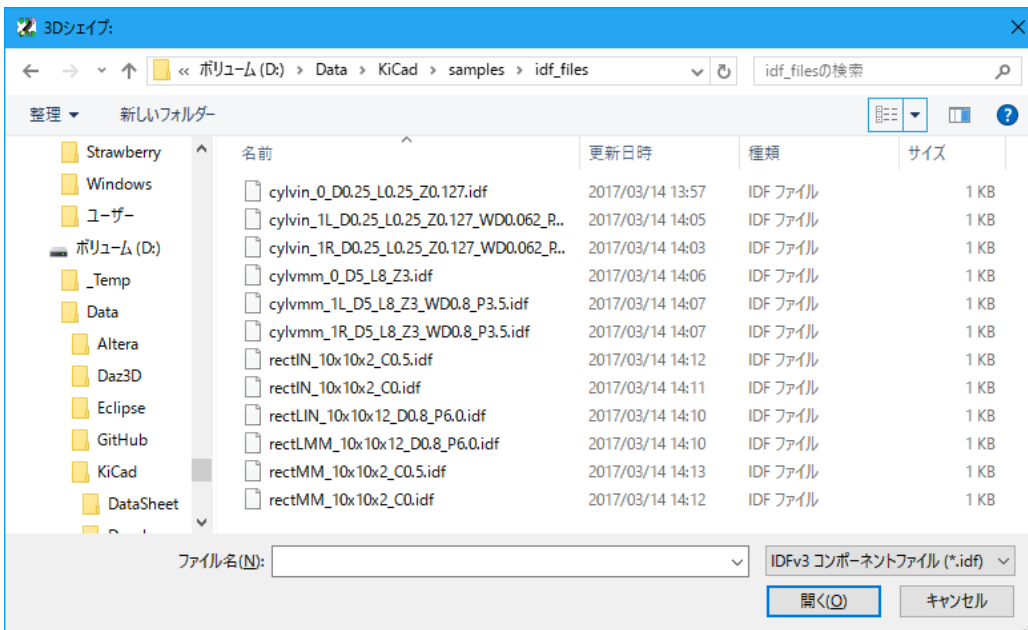 3Dシェイプ:
« ボリューム (D:) › Data › KiCad › samples › idf_files
idf_filesの検索
整理 新しいフォルダー
名前 更新日時 種類 サイズ
Strawberry
Windows
ユーザー
ボリューム (D:)
_Temp
Data
Altera
Daz3D
Eclipse
GitHub
KiCad
DataSheet
cylvin_0_D0.25_L0.25_Z0.127.idf 2017/03/14 13:57 IDF ファイル 1 KB
cylvin_1L_D0.25_L0.25_Z0.127_WD0.062_P... 2017/03/14 14:05 IDF ファイル 1 KB
cylvin_1R_D0.25_L0.25_Z0.127_WD0.062_P... 2017/03/14 14:03 IDF ファイル 1 KB
cylvmm_0_D5_L8_Z3.idf 2017/03/14 14:06 IDF ファイル 1 KB
cylvmm_1L_D5_L8_Z3_WD0.8_P3.5.idf 2017/03/14 14:07 IDF ファイル 1 KB
cylvmm_1R_D5_L8_Z3_WD0.8_P3.5.idf 2017/03/14 14:07 IDF ファイル 1 KB
rectIN_10x10x2_C0.5.idf 2017/03/14 14:12 IDF ファイル 1 KB
rectIN_10x10x2_C0.idf 2017/03/14 14:11 IDF ファイル 1 KB
rectLIN_10x10x12_D0.8_P6.0.idf 2017/03/14 14:10 IDF ファイル 1 KB
rectLMM_10x10x12_D0.8_P6.0.idf 2017/03/14 14:10 IDF ファイル 1 KB
rectMM_10x10x2_C0.5.idf 2017/03/14 14:13 IDF ファイル 1 KB
rectMM_10x10x2_C0.idf 2017/03/14 14:12 IDF ファイル 1 KB
ファイル名(N):
IDFv3 コンポーネントファイル (*.idf)
開く(O) キャンセル